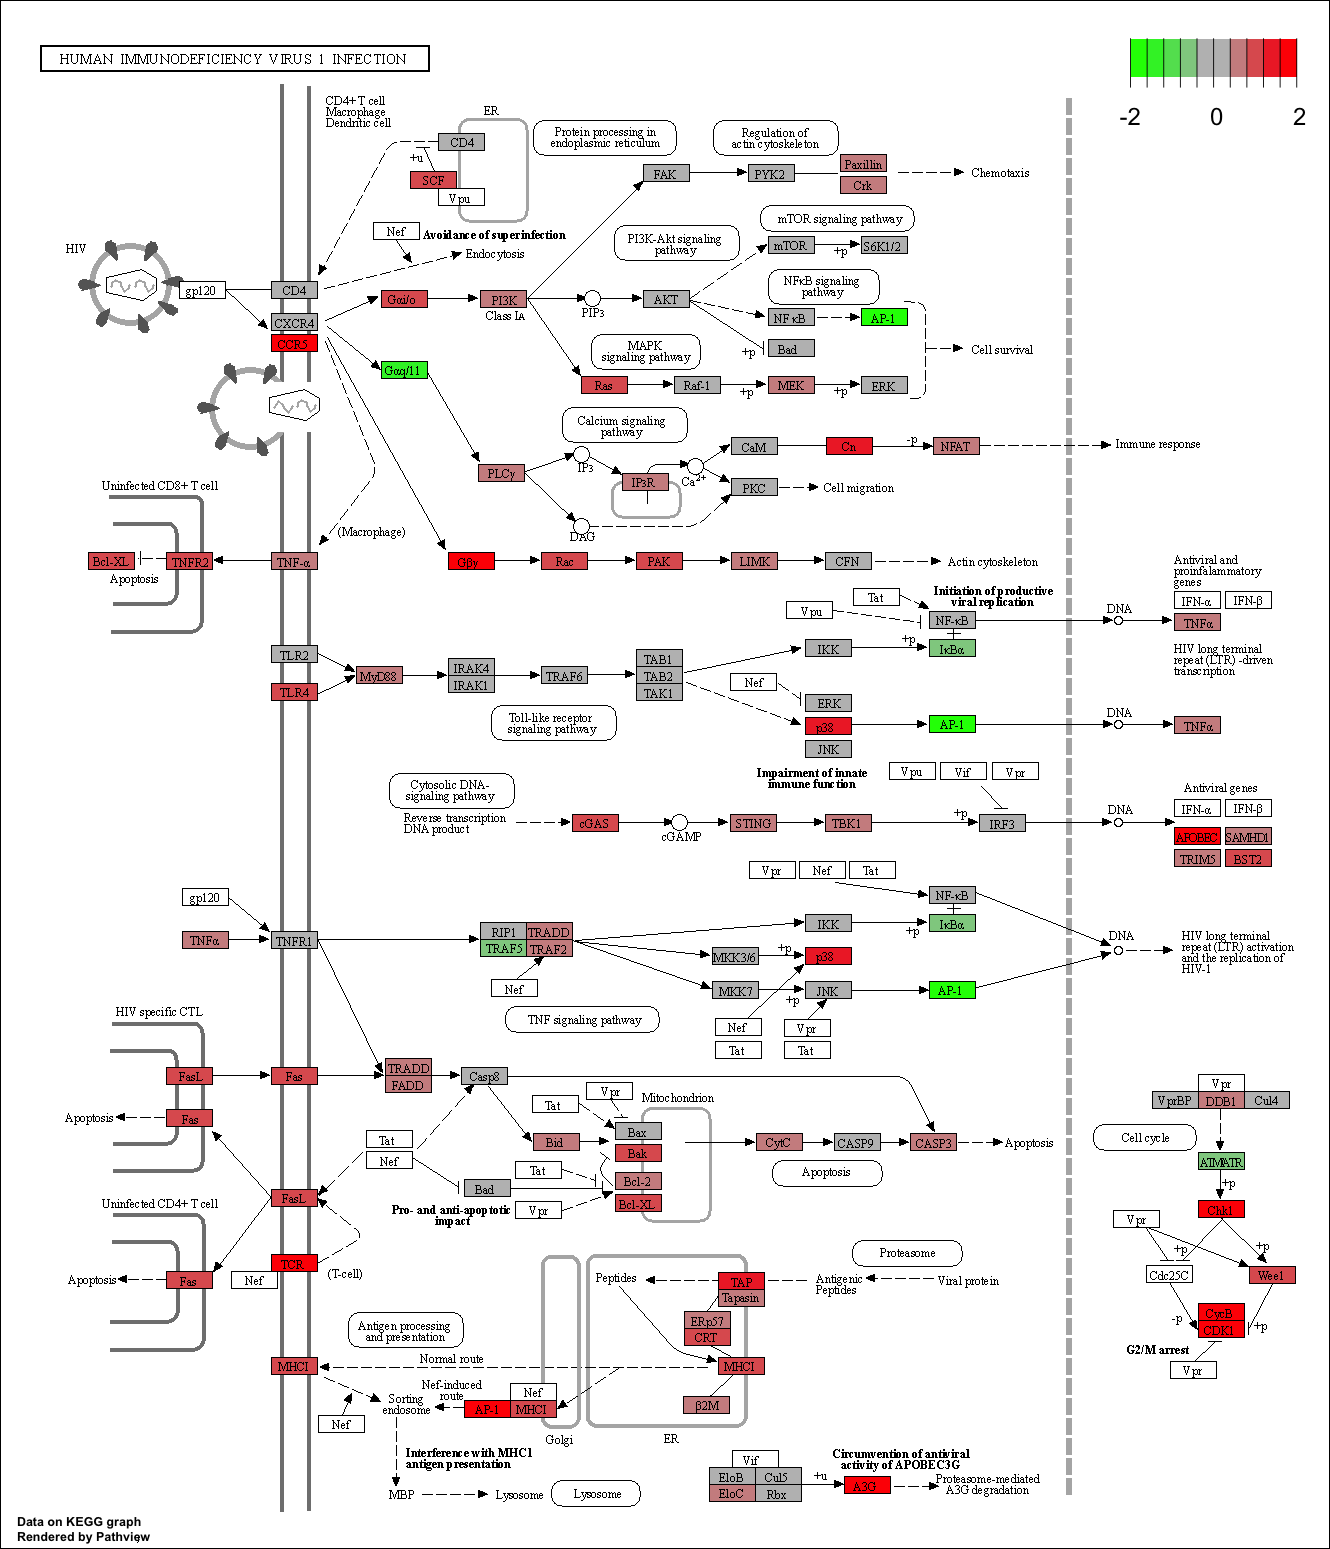 HUMAN IMMUNODEFICIENCY VIRUS 1 INFECTION
-2 0 2
CD4+ T cell
Macrophage
Dendritic cell
ER
CD4
+u
SCF
Vpu
Protein processing in
endoplasmic reticulum
Regulation of
actin cytoskeleton
FAK
PYK2
Paxillin
Crk
Chemotaxis
HIV
Nef
Avoidance of superinfection
Endocytosis
PI3K-Akt signaling
pathway
mTOR signaling pathway
mTOR
+p
S6K1/2
gp120
CD4
CXCR4
CCR5
Gαi/o
PI3K
Class IA
PIP3
AKT
NFκB signaling
pathway
NFκB
AP-1
+p
Bad
Cell survival
Gαq/11
MAPK
signaling pathway
Ras
Raf-1
+p
MEK
+p
ERK
Calcium signaling
pathway
PLCγ
IP3
IP3R
Ca2+
DAG
CaM
Cn
-p
NFAT
Immune response
PKC
Cell migration
Uninfected CD8+ T cell
(Macrophage)
Bcl-XL
TNFR2
TNF-α
Apoptosis
Gβγ
Rac
PAK
LIMK
CFN
Actin cytoskeleton
Antiviral and
proinfalammatory
genes
IFN-α
IFN-β
TNFα
HIV long terminal
repeat (LTR) -driven
transcription
Tat
Vpu
Initiation of productive
viral replication
NF-κB
+p
IκBα
DNA
TLR2
TLR4
MyD88
IRAK4
IRAK1
TRAF6
TAB1
TAB2
TAK1
IKK
Nef
ERK
p38
JNK
AP-1
DNA
TNFα
Toll-like receptor
signaling pathway
Impairment of innate
immune function
Vpu
Vif
Vpr
Cytosolic DNA-
signaling pathway
Reverse transcription
DNA product
cGAS
cGAMP
STING
TBK1
+p
IRF3
DNA
Antiviral genes
IFN-α
IFN-β
APOBEC
SAMHD1
TRIM5
BST2
gp120
TNFα
TNFR1
RIP1
TRADD
TRAF5
TRAF2
Nef
Vpr
Nef
Tat
NF-κB
IKK
+p
IκBα
MKK3/6
+p
p38
MKK7
+p
JNK
AP-1
Nef
Tat
Vpr
Tat
DNA
HIV long terminal
repeat (LTR) activation
and the replication of
HIV-1
TNF signaling pathway
HIV specific CTL
FasL
Fas
Fas
Apoptosis
TRADD
FADD
Casp8
Tat
Nef
Bid
Vpr
Tat
Mitochondrion
Bax
Bak
Tat
Bcl-2
Bcl-XL
Bad
Vpr
Pro- and anti-apoptotic
impact
CytC
CASP9
CASP3
Apoptosis
Apoptosis
Vpr
VprBP
DDB1
Cul4
Cell cycle
ATM/ATR
+p
Chk1
Vpr
+p
+p
Cdc25C
Wee1
CycB
CDK1
-p
+p
G2/M arrest
Vpr
Uninfected CD4+ T cell
FasL
TCR
Nef
(T-cell)
Fas
Apoptosis
Proteasome
Peptides
TAP
Tapasin
Antigenic
Peptides
Viral protein
ERp57
CRT
MHCI
β2M
Antigen processing
and presentation
Normal route
MHCI
Nef
Nef-induced
route
Sorting
endosome
AP-1
Nef
MHCI
Golgi
ER
Interference with MHC1
antigen presentation
MBP
Lysosome
Lysosome
Circumvention of antiviral
activity of APOBEC3G
Vif
EloB
Cul5
EloC
Rbx
+u
A3G
Proteasome-mediated
A3G degradation
Data on KEGG graph
Rendered by Pathview